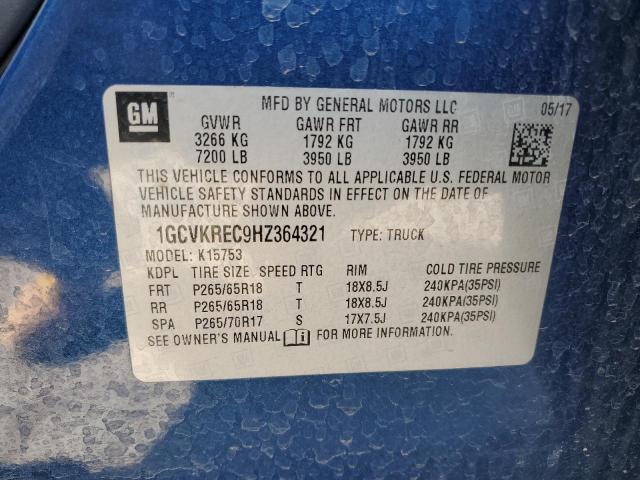 GM
MFD BY GENERAL MOTORS LLC 05/17
GVWR GAWR FRT GAWR RR
3266 KG 1792 KG 1792 KG
7200 LB 3950 LB 3950 LB
THIS VEHICLE CONFORMS TO ALL APPLICABLE U.S. FEDERAL MOTOR
VEHICLE SAFETY STANDARDS IN EFFECT ON THE DATE OF
MANUFACTURE SHOWN ABOVE.
1GCVKREC9HZ364321 TYPE: TRUCK
MODEL: K15753
KDPL TIRE SIZE SPEED RTG RIM COLD TIRE PRESSURE
FRT P265/65R18 T 18X8.5J 240KPA(35PSI)
RR P265/65R18 T 18X8.5J 240KPA(35PSI)
SPA P265/70R17 S 17X7.5J 240KPA(35PSI)
SEE OWNER'S MANUAL FOR MORE INFORMATION.